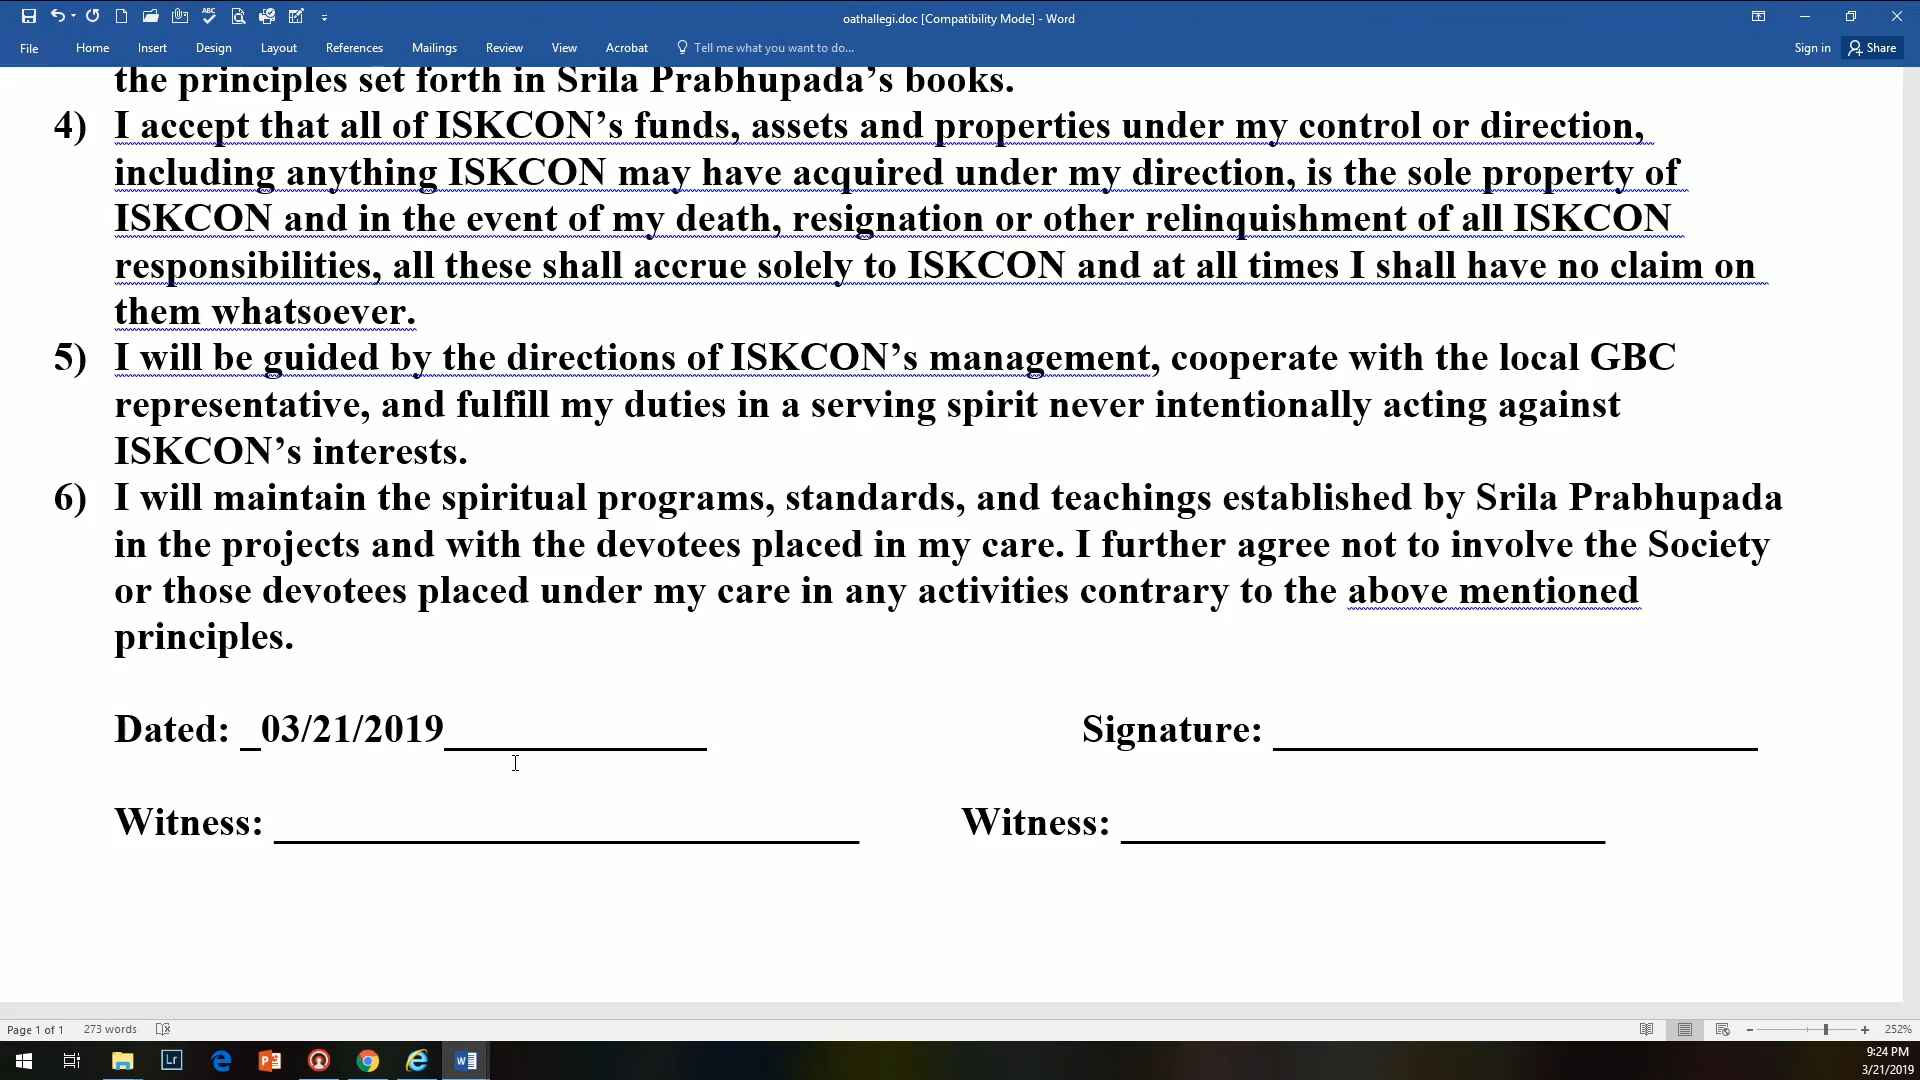 oathallegi.doc [Compatibility Mode] - Word
File Home Insert Design Layout References Mailings Review View Acrobat Tell me what you want to do... Sign in Share
the principles set forth in Srila Prabhupada’s books.
4) I accept that all of ISKCON’s funds, assets and properties under my control or direction,
including anything ISKCON may have acquired under my direction, is the sole property of
ISKCON and in the event of my death, resignation or other relinquishment of all ISKCON
responsibilities, all these shall accrue solely to ISKCON and at all times I shall have no claim on
them whatsoever.
5) I will be guided by the directions of ISKCON’s management, cooperate with the local GBC
representative, and fulfill my duties in a serving spirit never intentionally acting against
ISKCON’s interests.
6) I will maintain the spiritual programs, standards, and teachings established by Srila Prabhupada
in the projects and with the devotees placed in my care. I further agree not to involve the Society
or those devotees placed under my care in any activities contrary to the above mentioned
principles.
Dated: _03/21/2019_____________ Signature: ________________________
Witness: _____________________________ Witness: ________________________
Page 1 of 1 273 words 252%
9:24 PM
3/21/2019